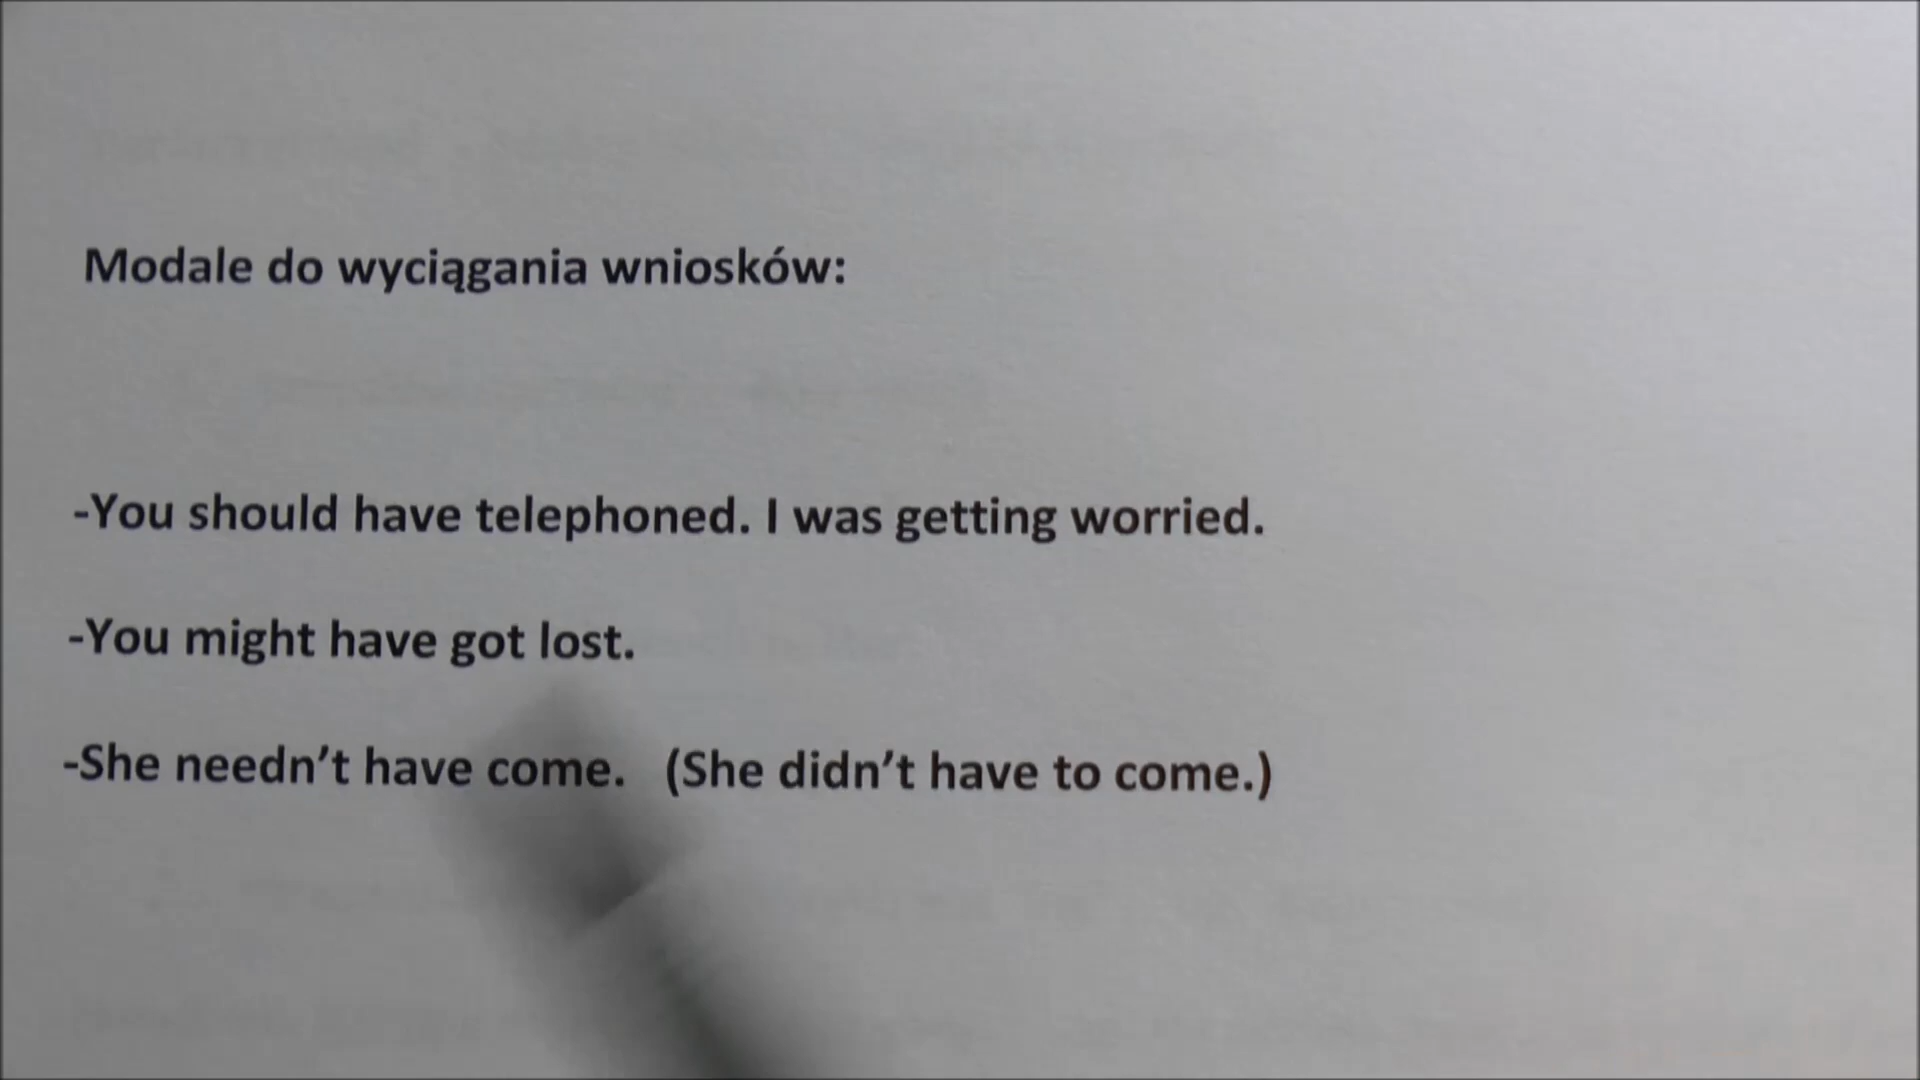 Modale do wyciągania wniosków:
-You should have telephoned. I was getting worried.
-You might have got lost.
-She needn’t have come. (She didn’t have to come.)